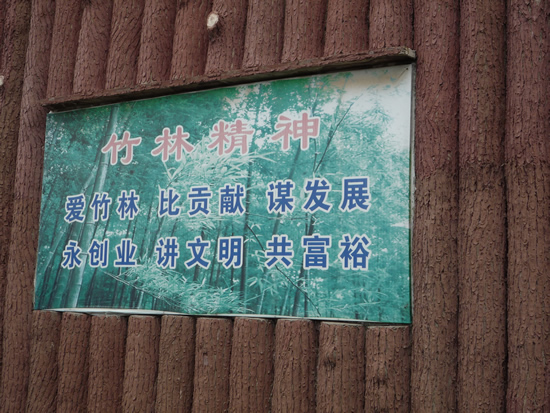 竹林精神
爱竹林 比贡献 谋发展
永创业 讲文明 共富裕